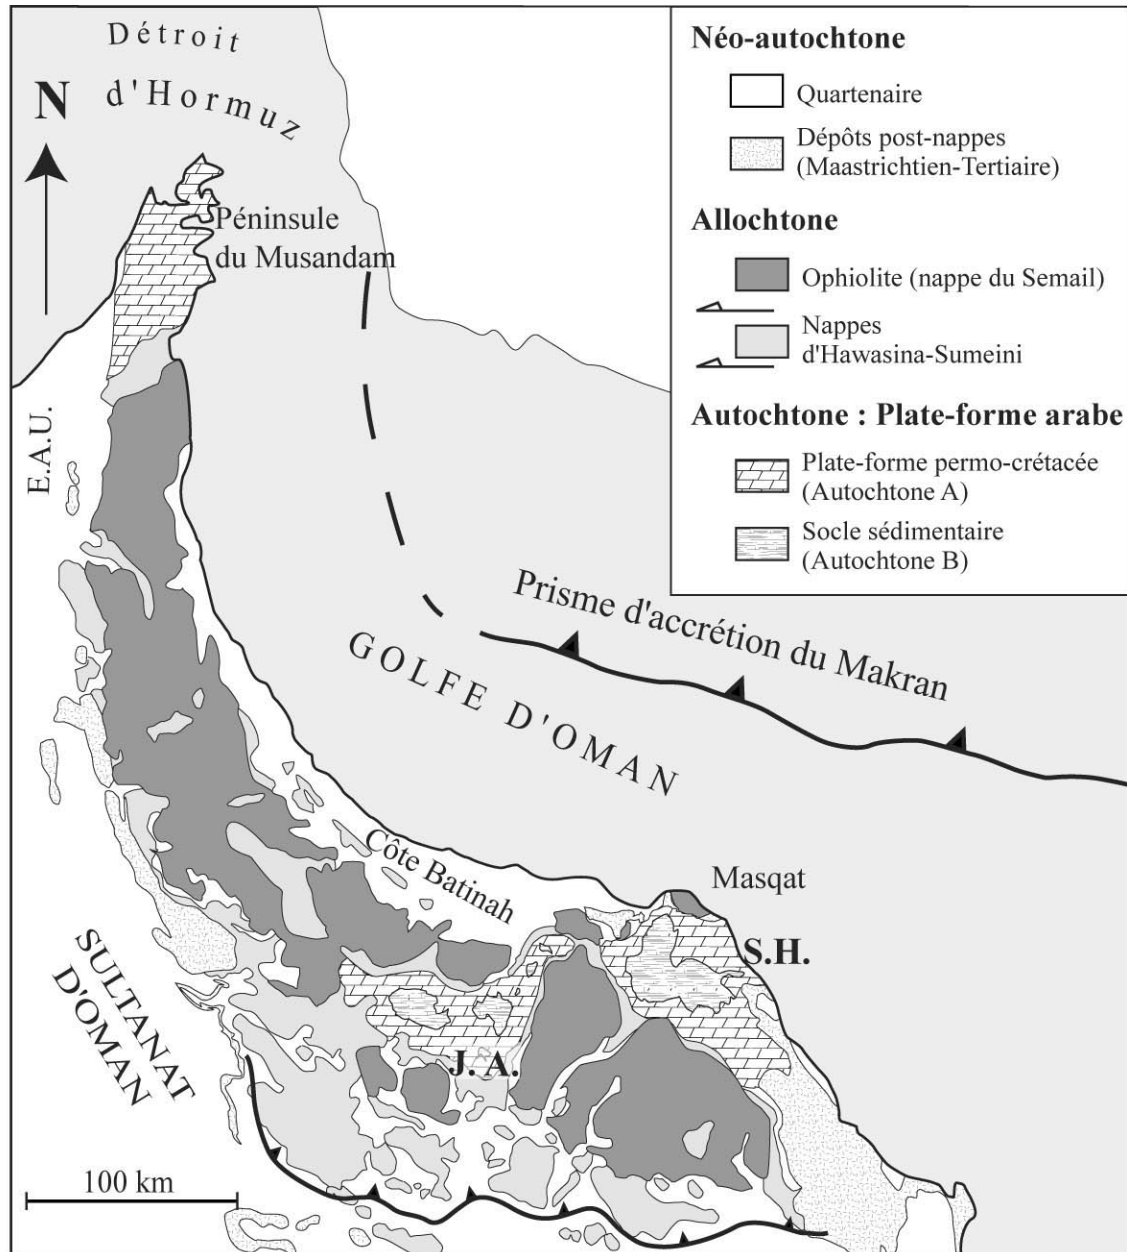 Détroit
d'Hormuz
N
Péninsule
du Musandam
E.A.U.
Prisme d'accrétion du Makran
GOLFE D'OMAN
Côte Batinah
Masqat
S.H.
J. A.
SULTANAT
D'OMAN
100 km
Néo-autochtone
Quartenaire
Dépôts post-nappes
(Maastrichtien-Tertiaire)
Allochtone
Ophiolite (nappe du Semail)
Nappes
d'Hawasina-Sumeini
Autochtone : Plate-forme arabe
Plate-forme permo-crétacée
(Autochtone A)
Socle sédimentaire
(Autochtone B)